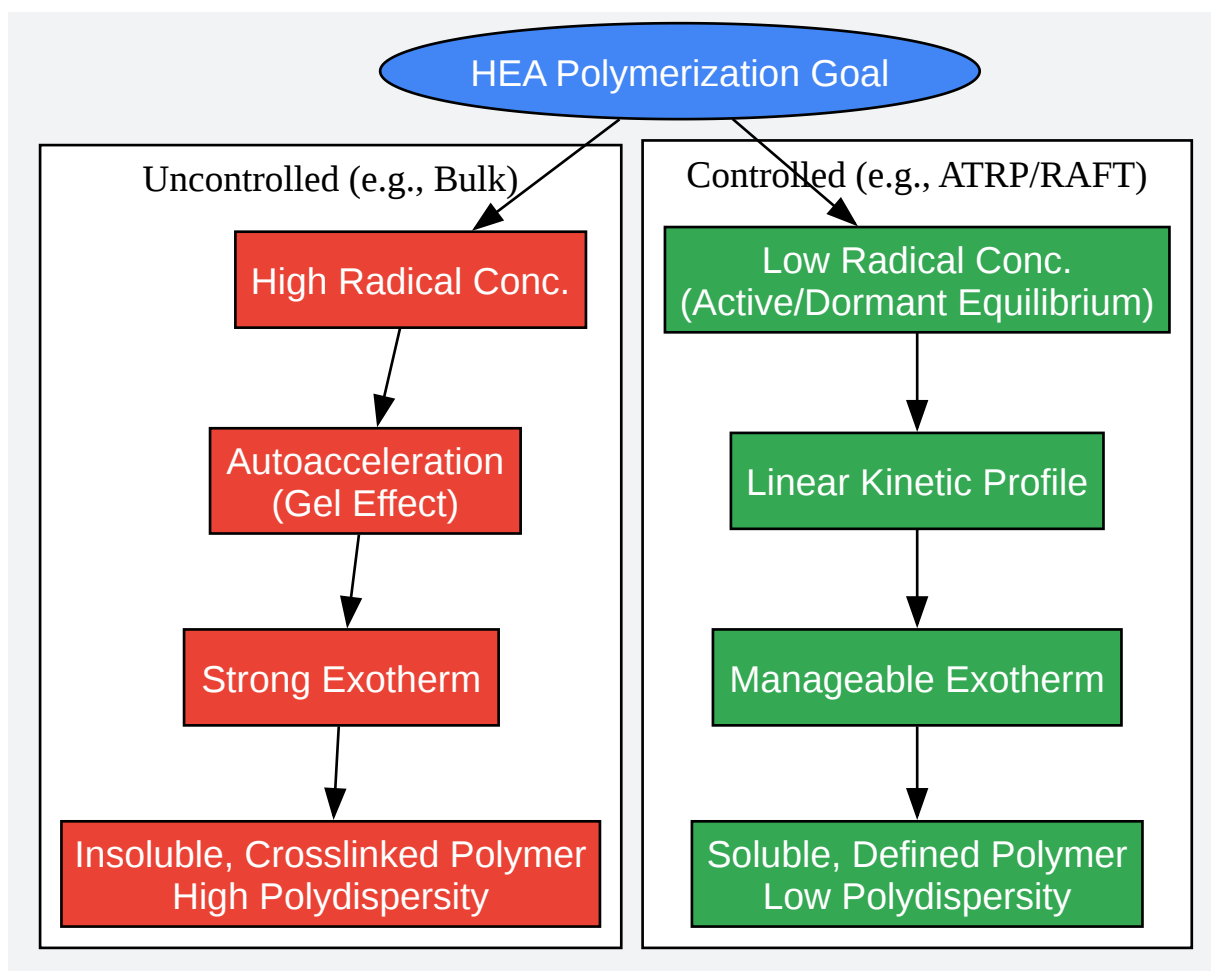 HEA Polymerization Goal
Uncontrolled (e.g., Bulk)
High Radical Conc.
Autoacceleration
(Gel Effect)
Strong Exotherm
Insoluble, Crosslinked Polymer
High Polydispersity
Controlled (e.g., ATRP/RAFT)
Low Radical Conc.
(Active/Dormant Equilibrium)
Linear Kinetic Profile
Manageable Exotherm
Soluble, Defined Polymer
Low Polydispersity